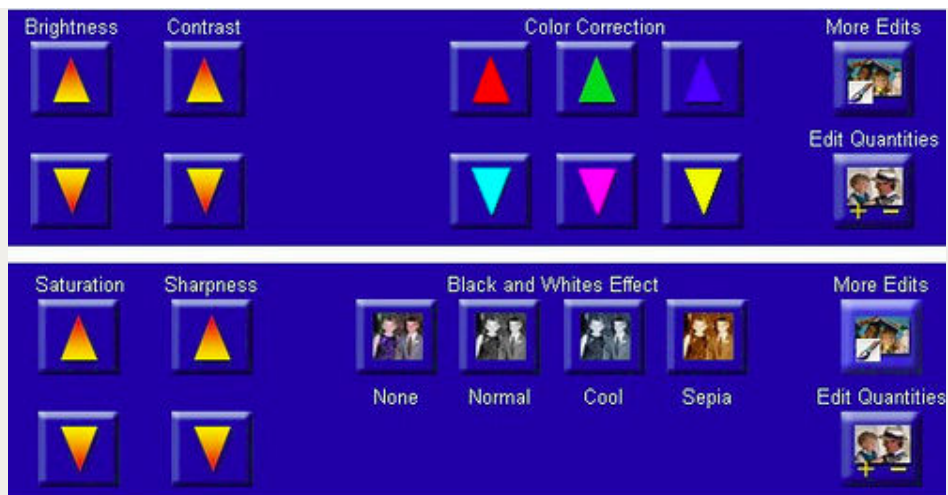 Brightness
Contrast
Color Correction
More Edits
Edit Quantities
+ -
Saturation
Sharpness
Black and Whites Effect
More Edits
None
Normal
Cool
Sepia
Edit Quantities
+ -